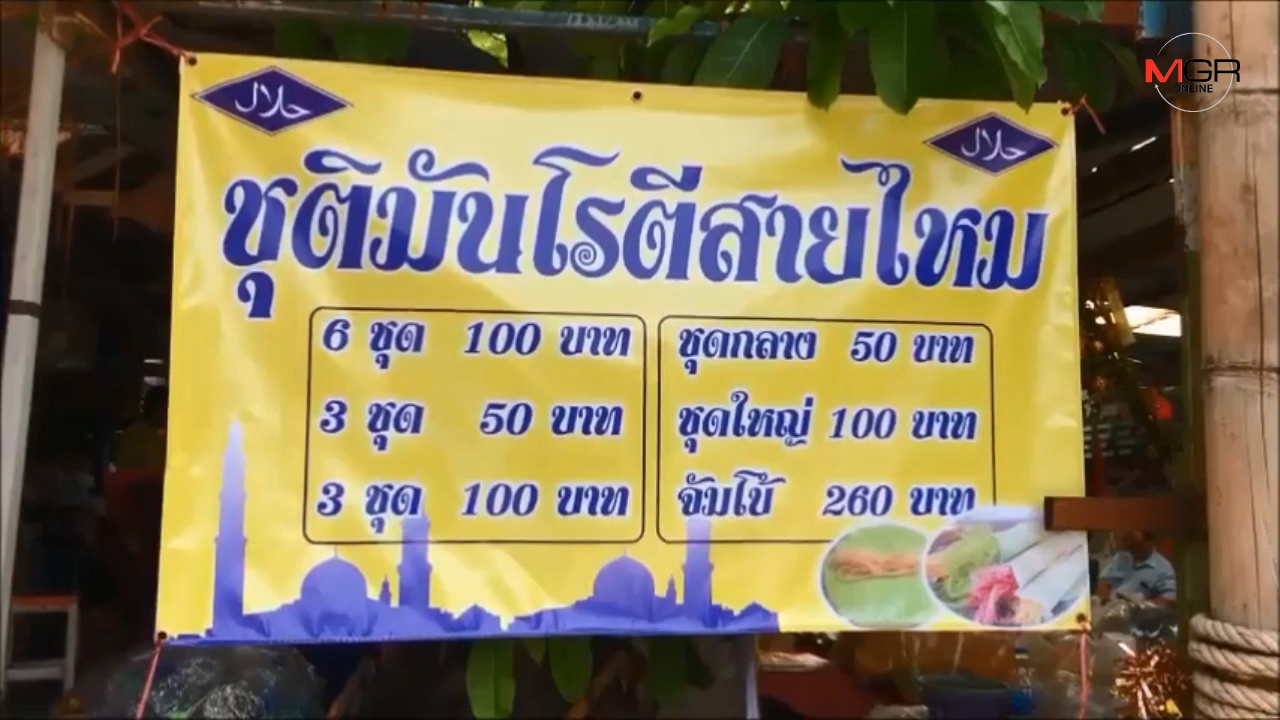 MGR
ONLINE
حلال
حلال
ชุติมันโรตีสายไหม
6 ชุด 100 บาท
3 ชุด 50 บาท
3 ชุด 100 บาท
ชุดกลาง 50 บาท
ชุดใหญ่ 100 บาท
จัมโบ้ 260 บาท